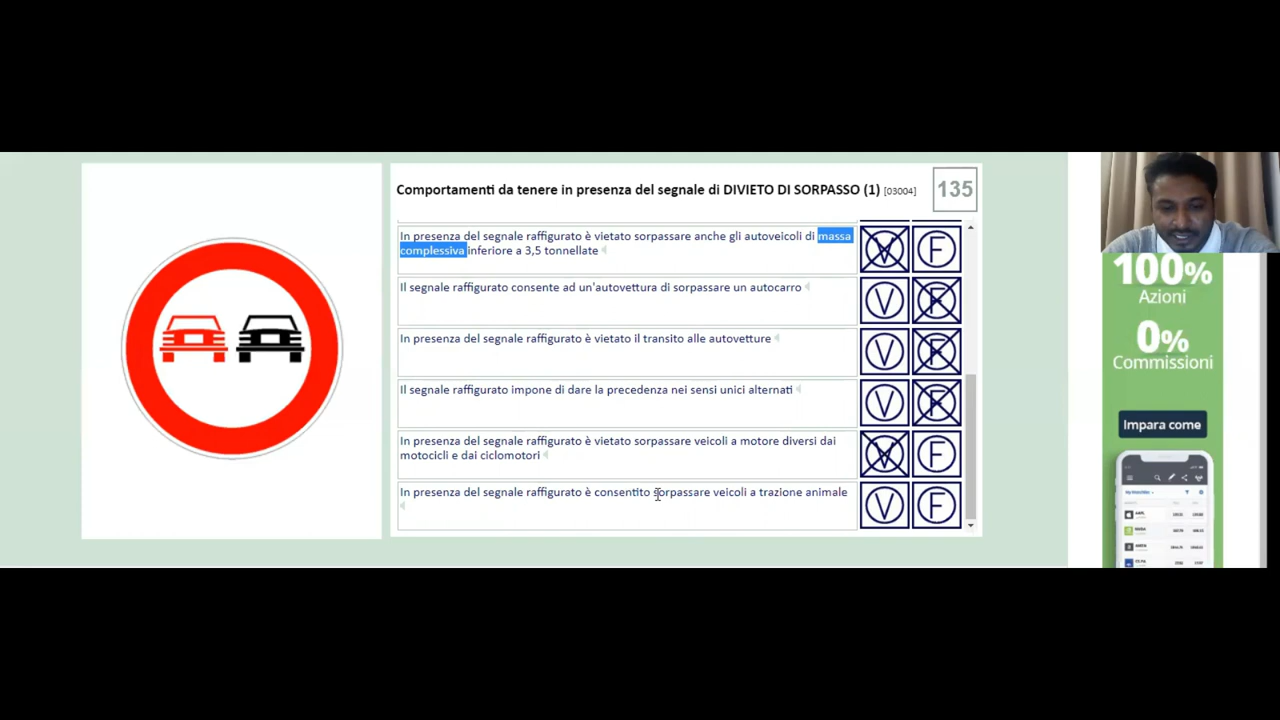 Comportamenti da tenere in presenza del segnale di DIVIETO DI SORPASSO (1) [03004]
135
In presenza del segnale raffigurato è vietato sorpassare anche gli autoveicoli di massa
complessiva inferiore a 3,5 tonnellate
V F
Il segnale raffigurato consente ad un'autovettura di sorpassare un autocarro
V F
In presenza del segnale raffigurato è vietato il transito alle autovetture
V F
Il segnale raffigurato impone di dare la precedenza nei sensi unici alternati
V F
In presenza del segnale raffigurato è vietato sorpassare veicoli a motore diversi dai
motocicli e dai ciclomotori
V F
In presenza del segnale raffigurato è consentito sorpassare veicoli a trazione animale
V F
100%
Azioni
0%
Commissioni
Impara come